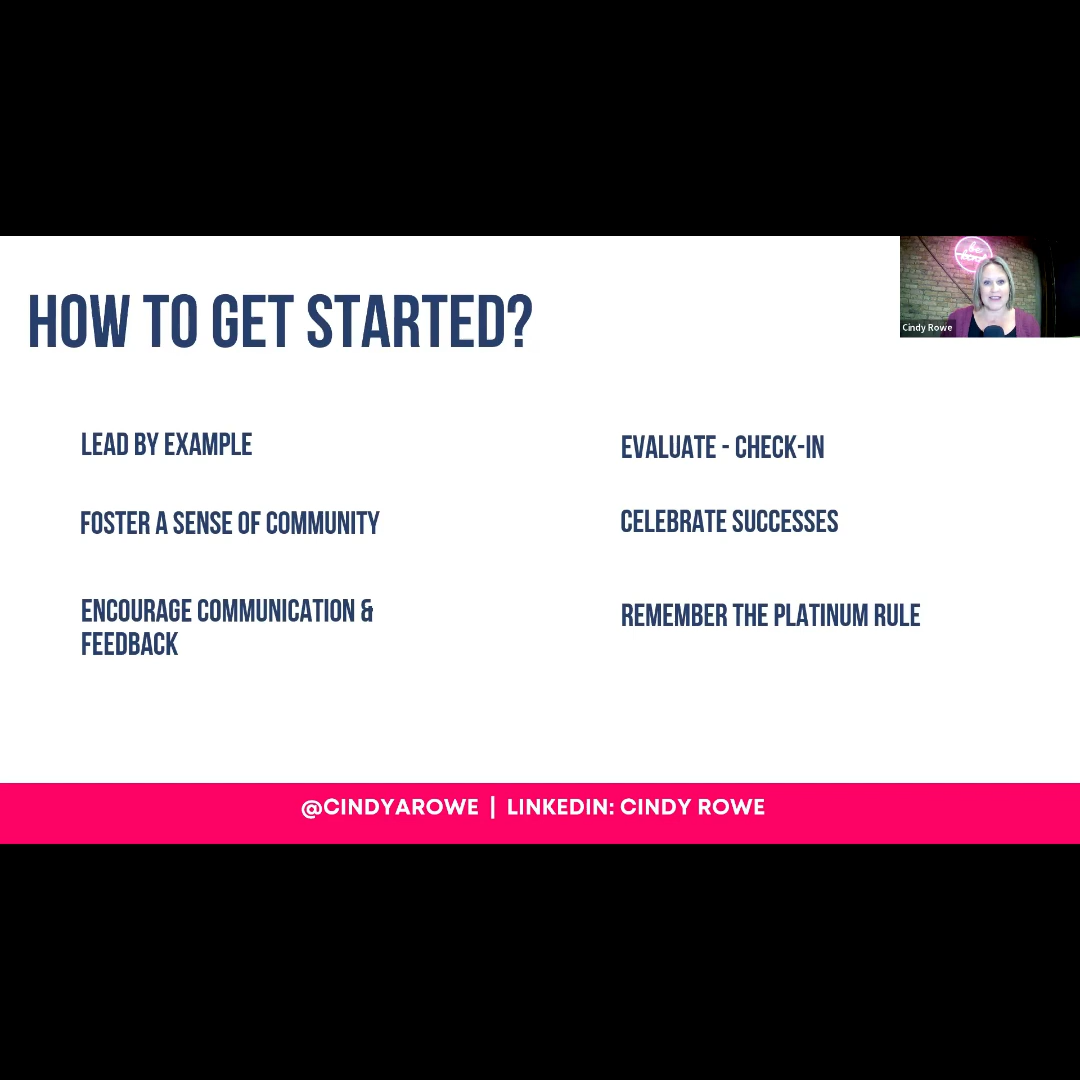 HOW TO GET STARTED?
be
Cindy Rowe
LEAD BY EXAMPLE
FOSTER A SENSE OF COMMUNITY
ENCOURAGE COMMUNICATION &
FEEDBACK
EVALUATE - CHECK-IN
CELEBRATE SUCCESSES
REMEMBER THE PLATINUM RULE
@CINDYAROWE | LINKEDIN: CINDY ROWE